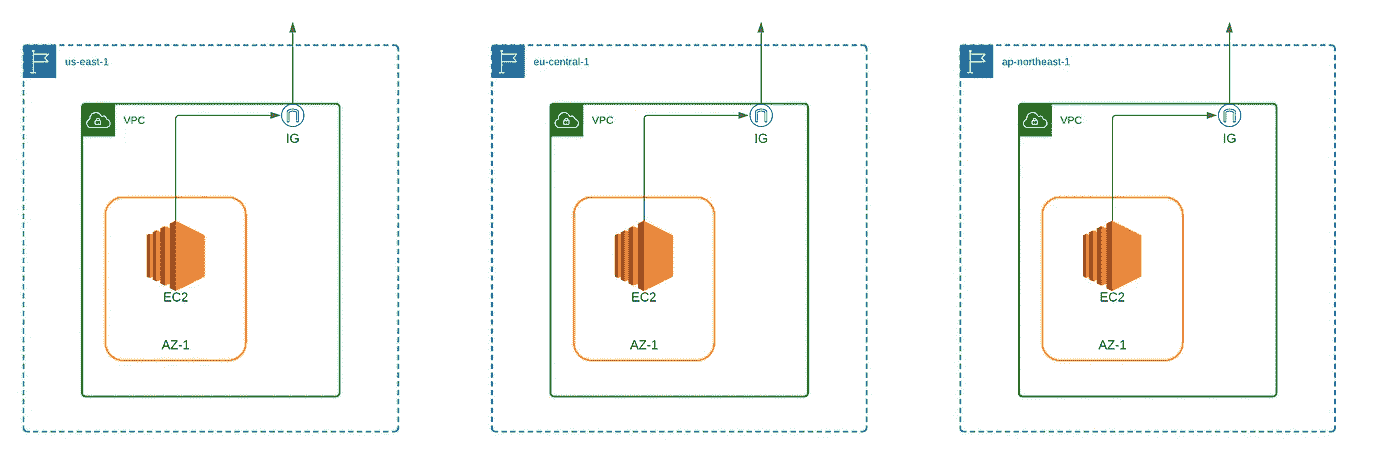 us-east-1
VPC
IG
EC2
AZ-1
eu-central-1
VPC
IG
EC2
AZ-1
ap-northeast-1
VPC
IG
EC2
AZ-1